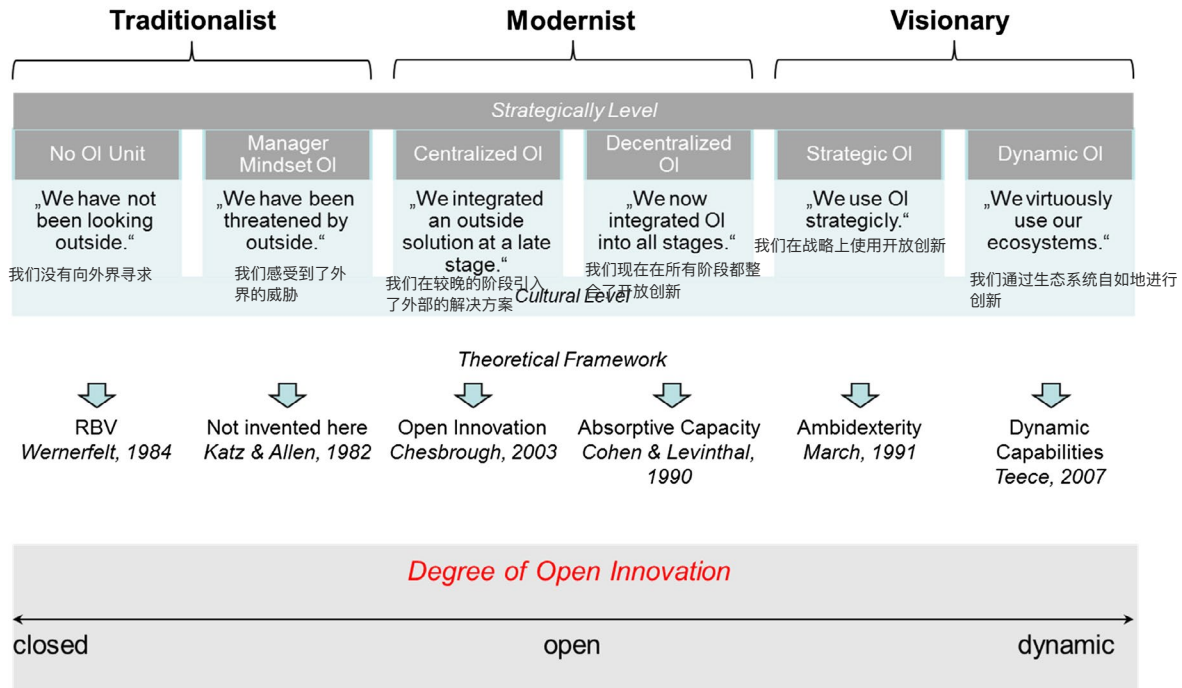 Traditionalist
Modernist
Visionary
Strategically Level
No OI Unit
Manager
Mindset OI
Centralized OI
Decentralized
OI
Strategic OI
Dynamic OI
„We have not
been looking
outside.“
我们没有向外界寻求
„We have been
threatened by
outside.“
我们感受到了外
界的威胁
„We integrated
an outside
solution at a late
stage.“
我们在较晚的阶段引入
了外部的解决方案
„We now
integrated OI
into all stages.“
我们现在在所有阶段都整
合了开放创新
„We use OI
strategicly.“
我们在战略上使用开放创新
„We virtuously
use our
ecosystems.“
我们通过生态系统自如地进行
创新
Cultural Level
Theoretical Framework
RBV
Wernerfelt, 1984
Not invented here
Katz & Allen, 1982
Open Innovation
Chesbrough, 2003
Absorptive Capacity
Cohen & Levinthal,
1990
Ambidexterity
March, 1991
Dynamic
Capabilities
Teece, 2007
Degree of Open Innovation
closed
open
dynamic